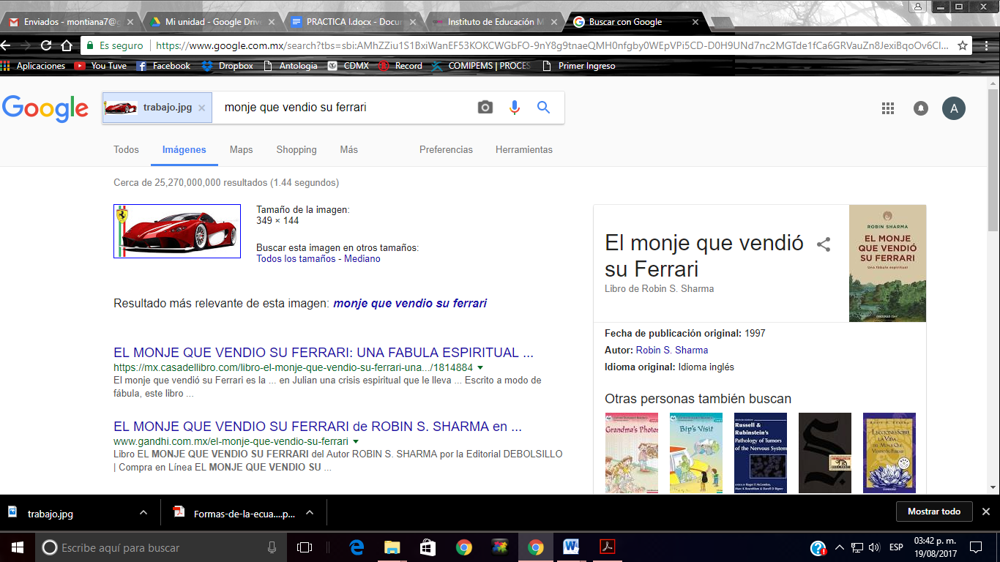 Enviados - montiana7@g
Mi unidad - Google Drive
PRACTICA I.docx - Docum
Instituto de Educación M
Buscar con Google
Es seguro
https://www.google.com.mx/search?tbs=sbi:
Aplicaciones
You Tuve
Facebook
Dropbox
Antologia
CDMX
Record
COMIPEMS | PROCES
Primer Ingreso
Google
trabajo.jpg
monje que vendio su ferrari
A
Todos
Imágenes
Maps
Shopping
Más
Preferencias
Herramientas
Cerca de 25,270,000,000 resultados (1.44 segundos)
Tamaño de la imagen:
349 × 144
Buscar esta imagen en otros tamaños:
Todos los tamaños - Mediano
Resultado más relevante de esta imagen: monje que vendio su ferrari
EL MONJE QUE VENDIO SU FERRARI: UNA FABULA ESPIRITUAL ...
https://mx.casadellibro.com/libro-el-monje-que-vendio-su-ferrari-una.../1814884
El monje que vendió su Ferrari es la ... en Julian una crisis espiritual que le lleva ... Escrito a modo de
fábula, este libro ...
EL MONJE QUE VENDIO SU FERRARI de ROBIN S. SHARMA en ...
www.gandhi.com.mx/el-monje-que-vendio-su-ferrari
Libro EL MONJE QUE VENDIO SU FERRARI del Autor ROBIN S. SHARMA por la Editorial DEBOLSILLO
| Compra en Línea EL MONJE QUE VENDIO SU ...
El monje que vendió
su Ferrari
Libro de Robin S. Sharma
ROBIN SHARMA
EL MONJE
QUE VENDIÓ
SU FERRARI
Una fábula espiritual
Fecha de publicación original: 1997
Autor: Robin S. Sharma
Idioma original: Idioma inglés
Otras personas también buscan
Grandma's Photos
Bip's Visit
Russell &
Rubinstein's
Pathology of Tumors
of the Nervous System
LECCIONES SOBRE
LA VIDA
DEL MONJE QUE
VENDIÓ SU FERRARI
trabajo.jpg
Formas-de-la-ecua....p...
Mostrar todo
Escribe aquí para buscar
ESP
03:42 p. m.
19/08/2017